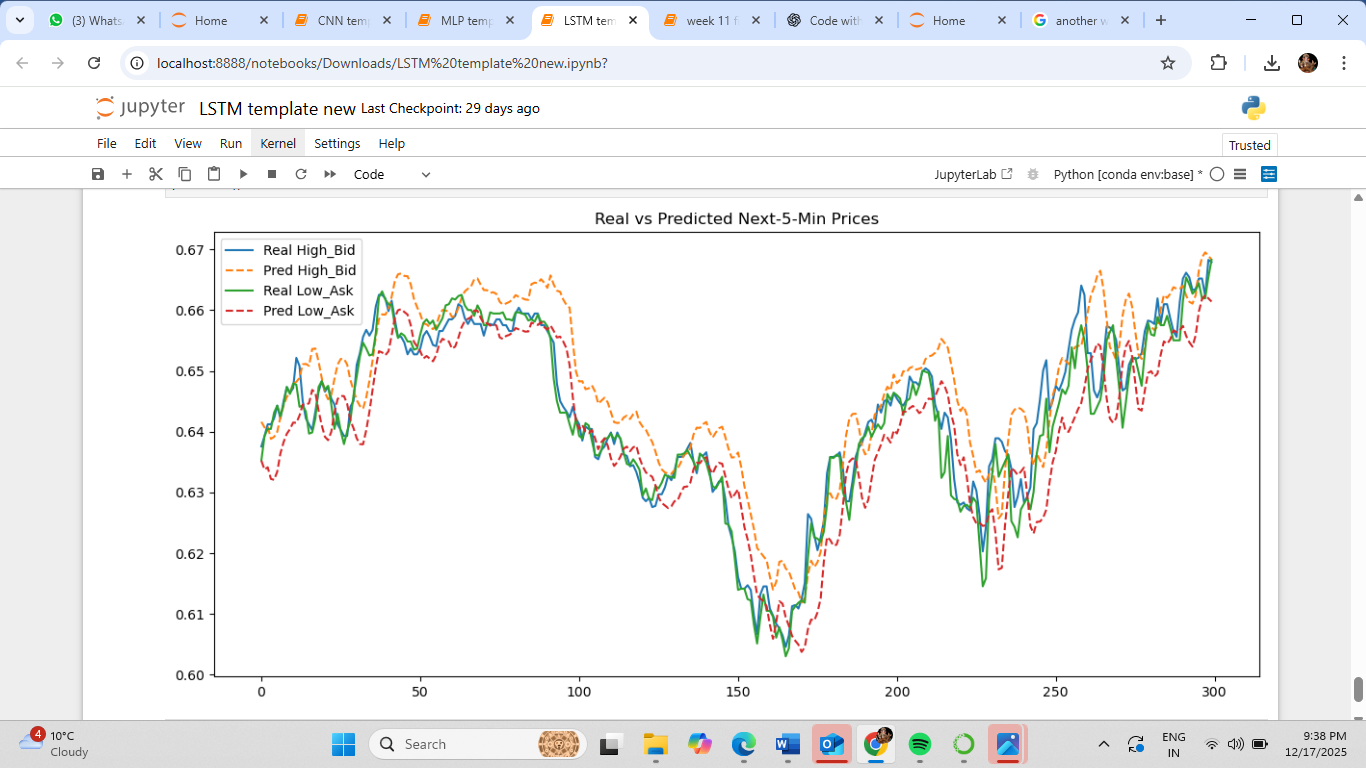 (3) Whats
Home
CNN temp
MLP temp
LSTM tem
week 11 f
Code with
Home
another w
localhost:8888/notebooks/Downloads/LSTM%20template%20new.ipynb?
jupyter LSTM template new Last Checkpoint: 29 days ago
File Edit View Run Kernel Settings Help
Trusted
Code
JupyterLab
Python [conda env:base] *
Real vs Predicted Next-5-Min Prices
Real High_Bid
Pred High_Bid
Real Low_Ask
Pred Low_Ask
0.67
0.66
0.65
0.64
0.63
0.62
0.61
0.60
0 50 100 150 200 250 300
4
10°C
Cloudy
Search
ENG
IN
9:38 PM
12/17/2025